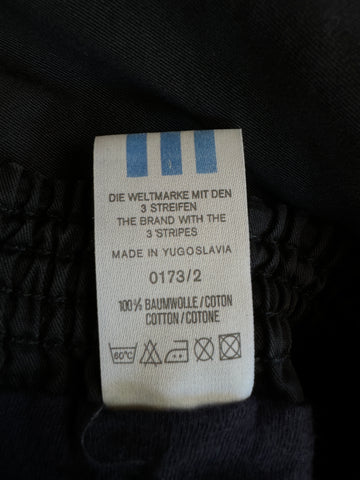 DIE WELTMARKE MIT DEN
3 STREIFEN
THE BRAND WITH THE
3 STRIPES
MADE IN YUGOSLAVIA
0173/2
100% BAUMWOLLE/COTON
COTTON/COTONE
60°C